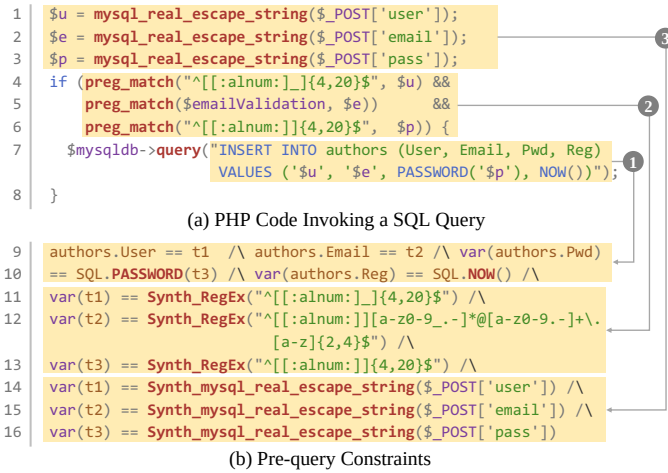 1 $u = mysql_real_escape_string($_POST['user']);
2 $e = mysql_real_escape_string($_POST['email']);
3 $p = mysql_real_escape_string($_POST['pass']);
3
4 if (preg_match("^[[:alnum:]_]{4,20}$", $u) &&
5 preg_match($emailValidation, $e)) &&
2
6 preg_match("^[[:alnum:]]{4,20}$", $p)) {
7 $mysqldb->query("INSERT INTO authors (User, Email, Pwd, Reg)
1
VALUES ('$u', '$e', PASSWORD('$p'), NOW())");
8 }
(a) PHP Code Invoking a SQL Query
9 authors.User == t1 /\ authors.Email == t2 /\ var(authors.Pwd)
10 == SQL.PASSWORD(t3) /\ var(authors.Reg) == SQL.NOW() /\
11 var(t1) == Synth_RegEx("^[[:alnum:]_]{4,20}$") /\
12 var(t2) == Synth_RegEx("^[[:alnum:]][a-z0-9_.-]*@[a-z0-9.-]+\.
[a-z]{2,4}$") /\
13 var(t3) == Synth_RegEx("^[[:alnum:]]{4,20}$") /\
14 var(t1) == Synth_mysql_real_escape_string($_POST['user']) /\
15 var(t2) == Synth_mysql_real_escape_string($_POST['email']) /\
16 var(t3) == Synth_mysql_real_escape_string($_POST['pass'])
(b) Pre-query Constraints